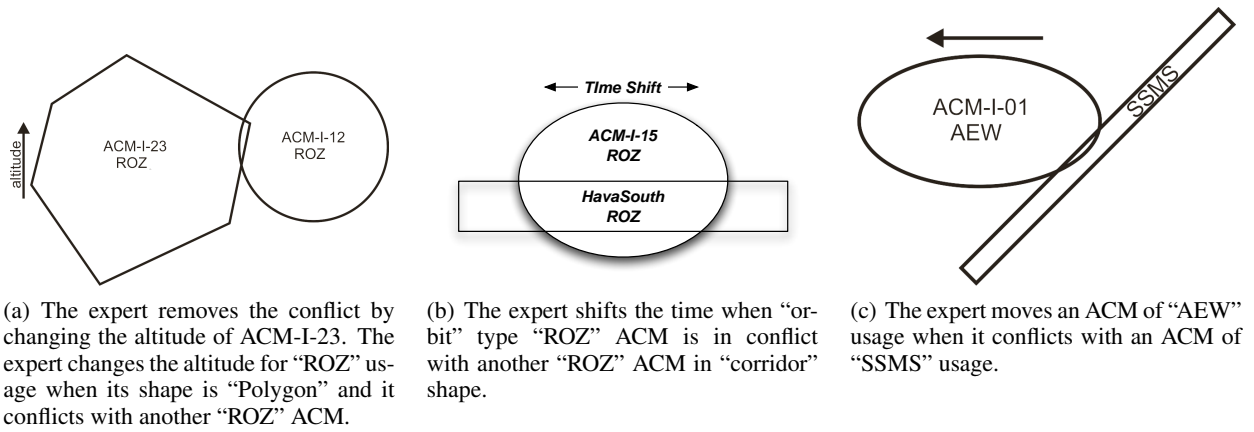 altitude
ACM-I-23
ROZ
ACM-I-12
ROZ
TIme Shift
ACM-I-15
ROZ
HavaSouth
ROZ
ACM-I-01
AEW
SSMS
(a) The expert removes the conflict by
changing the altitude of ACM-I-23. The
expert changes the altitude for “ROZ” us-
age when its shape is “Polygon” and it
conflicts with another “ROZ” ACM.
(b) The expert shifts the time when “or-
bit” type “ROZ” ACM is in conflict
with another “ROZ” ACM in “corridor”
shape.
(c) The expert moves an ACM of “AEW”
usage when it conflicts with an ACM of
“SSMS” usage.